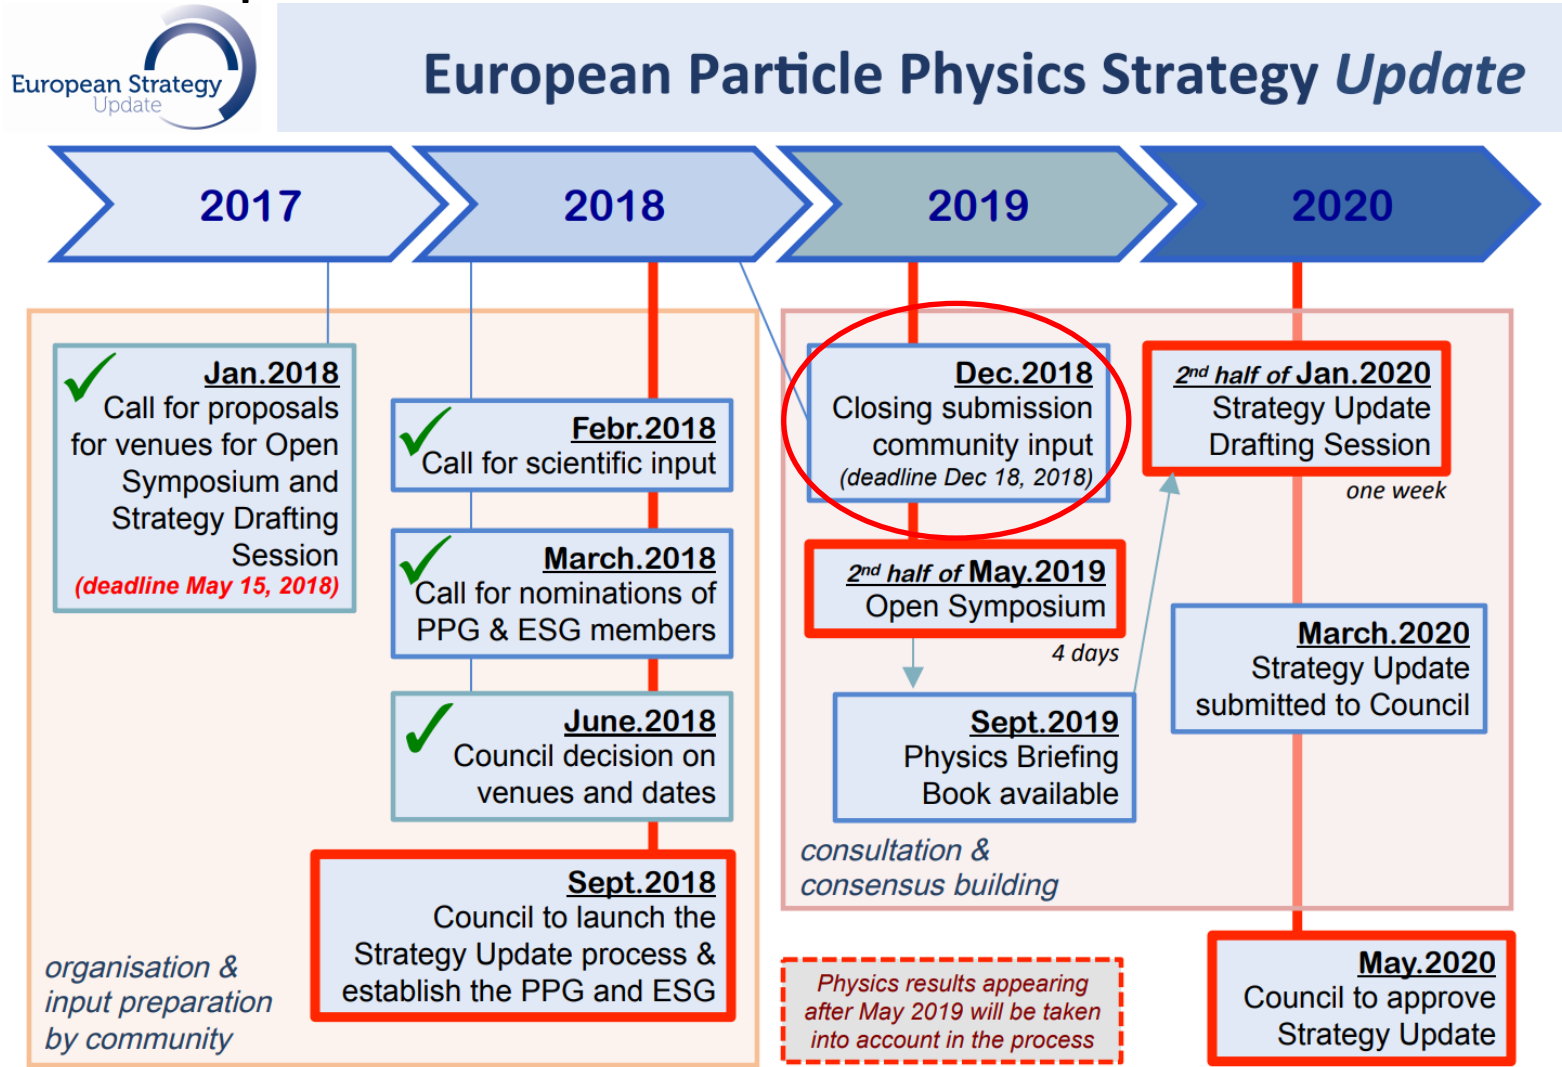 European Strategy
Update
European Particle Physics Strategy Update
2017
2018
2019
2020
Jan.2018
Call for proposals
for venues for Open
Symposium and
Strategy Drafting
Session
(deadline May 15, 2018)
Febr.2018
Call for scientific input
March.2018
Call for nominations of
PPG & ESG members
June.2018
Council decision on
venues and dates
Sept.2018
Council to launch the
Strategy Update process &
establish the PPG and ESG
organisation &
input preparation
by community
Dec.2018
Closing submission
community input
(deadline Dec 18, 2018)
2nd half of May.2019
Open Symposium
4 days
Sept.2019
Physics Briefing
Book available
consultation &
consensus building
Physics results appearing
after May 2019 will be taken
into account in the process
2nd half of Jan.2020
Strategy Update
Drafting Session
one week
March.2020
Strategy Update
submitted to Council
May.2020
Council to approve
Strategy Update